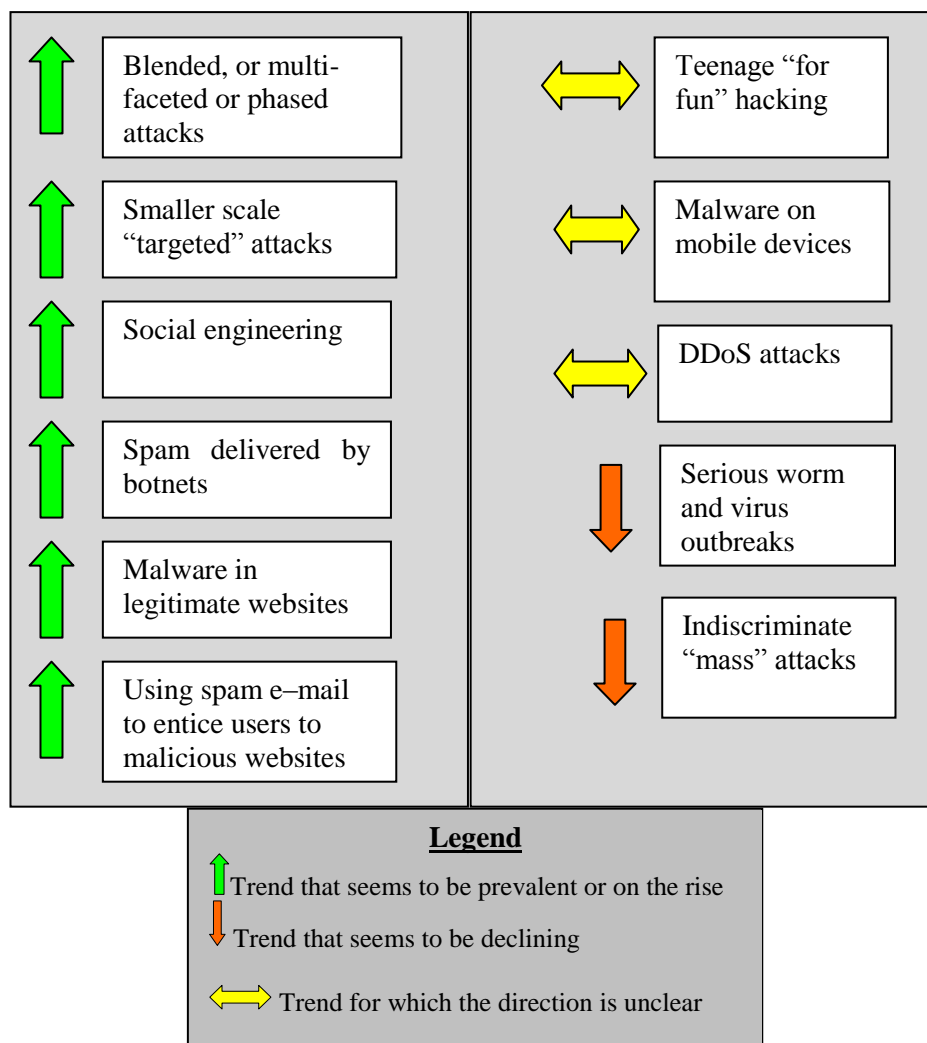 Blended, or multi-
faceted or phased
attacks
Smaller scale
“targeted” attacks
Social engineering
Spam delivered by
botnets
Malware in
legitimate websites
Using spam e–mail
to entice users to
malicious websites
Teenage “for
fun” hacking
Malware on
mobile devices
DDoS attacks
Serious worm
and virus
outbreaks
Indiscriminate
“mass” attacks
Legend
Trend that seems to be prevalent or on the rise
Trend that seems to be declining
Trend for which the direction is unclear